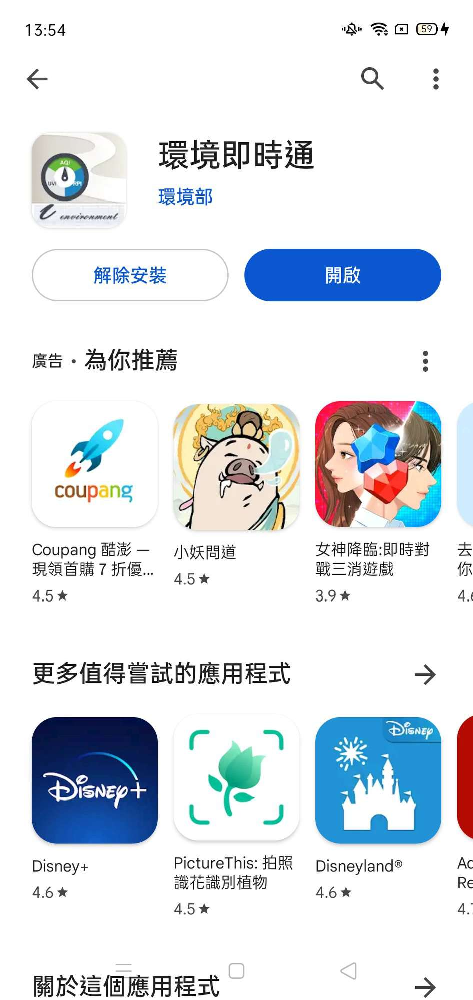 13:54
59
AQI
UVI
RPI
environment
環境即時通
環境部
解除安裝
開啟
廣告・為你推薦
coupang
Coupang 酷澎 —
現領首購 7 折優...
4.5 ★
小妖問道
4.5 ★
女神降臨:即時對
戰三消遊戲
3.9 ★
去
你
更多值得嘗試的應用程式
Disney+
Disney+
4.6 ★
PictureThis: 拍照
識花識別植物
4.5 ★
Disney
Disneyland®
4.6 ★
Re
4.7
關於這個應用程式